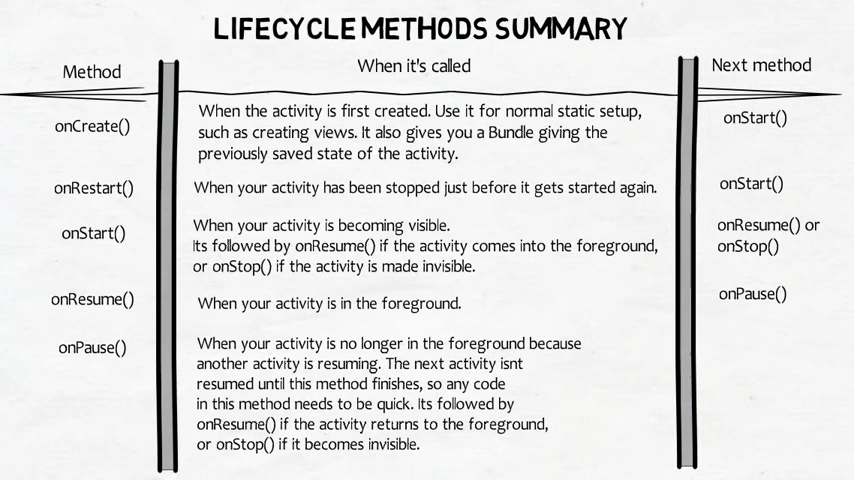 LIFECYCLE METHODS SUMMARY
Method
When it's called
Next method
onCreate()
When the activity is first created. Use it for normal static setup,
such as creating views. It also gives you a Bundle giving the
previously saved state of the activity.
onStart()
onRestart()
When your activity has been stopped just before it gets started again.
onStart()
onStart()
When your activity is becoming visible.
Its followed by onResume() if the activity comes into the foreground,
or onStop() if the activity is made invisible.
onResume() or
onStop()
onResume()
When your activity is in the foreground.
onPause()
onPause()
When your activity is no longer in the foreground because
another activity is resuming. The next activity isnt
resumed until this method finishes, so any code
in this method needs to be quick. Its followed by
onResume() if the activity returns to the foreground,
or onStop() if it becomes invisible.